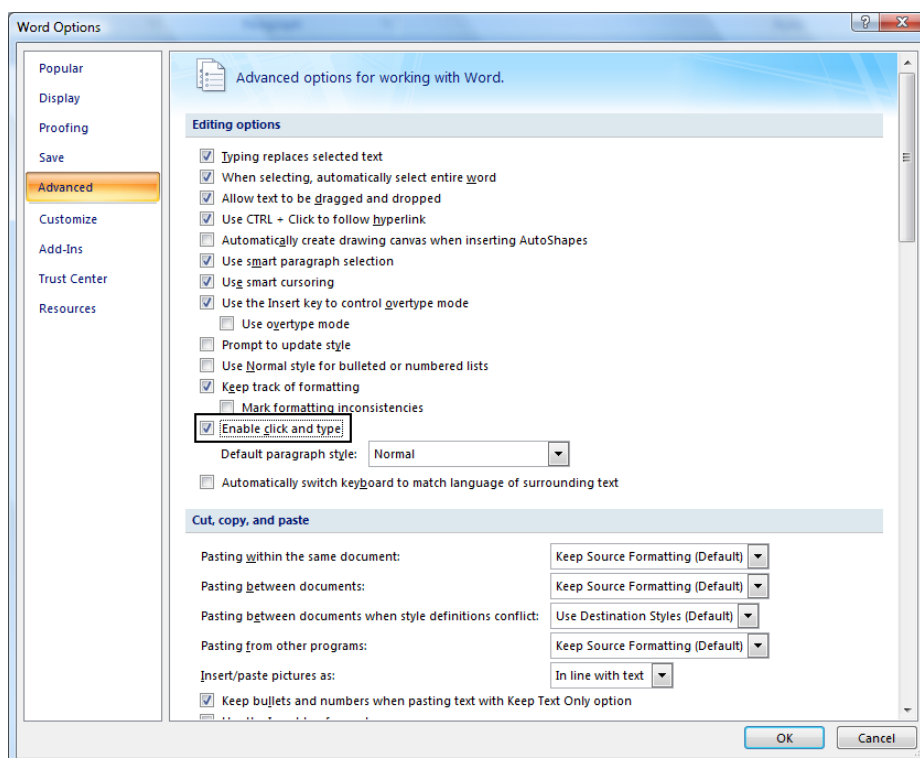 Word Options
Popular
Display
Proofing
Save
Advanced
Customize
Add-Ins
Trust Center
Resources
Advanced options for working with Word.
Editing options
Typing replaces selected text
When selecting, automatically select entire word
Allow text to be dragged and dropped
Use CTRL + Click to follow hyperlink
Automatically create drawing canvas when inserting AutoShapes
Use smart paragraph selection
Use smart cursoring
Use the Insert key to control overtype mode
Use overtype mode
Prompt to update style
Use Normal style for bulleted or numbered lists
Keep track of formatting
Mark formatting inconsistencies
Enable click and type
Default paragraph style: Normal
Automatically switch keyboard to match language of surrounding text
Cut, copy, and paste
Pasting within the same document: Keep Source Formatting (Default)
Pasting between documents: Keep Source Formatting (Default)
Pasting between documents when style definitions conflict: Use Destination Styles (Default)
Pasting from other programs: Keep Source Formatting (Default)
Insert/paste pictures as: In line with text
Keep bullets and numbers when pasting text with Keep Text Only option
OK Cancel